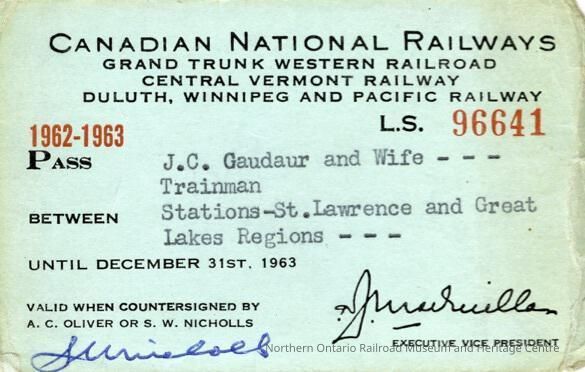 CANADIAN NATIONAL RAILWAYS
GRAND TRUNK WESTERN RAILROAD
CENTRAL VERMONT RAILWAY
DULUTH, WINNIPEG AND PACIFIC RAILWAY
L.S. 96641
1962-1963
PASS J.C. Gaudaur and Wife - - -
Trainman
BETWEEN Stations-St.Lawrence and Great
Lakes Regions - - -
UNTIL DECEMBER 31ST, 1963
VALID WHEN COUNTERSIGNED BY
A. C. OLIVER OR S. W. NICHOLLS
EXECUTIVE VICE PRESIDENT
Northern Ontario Railroad Museum and Heritage Centre